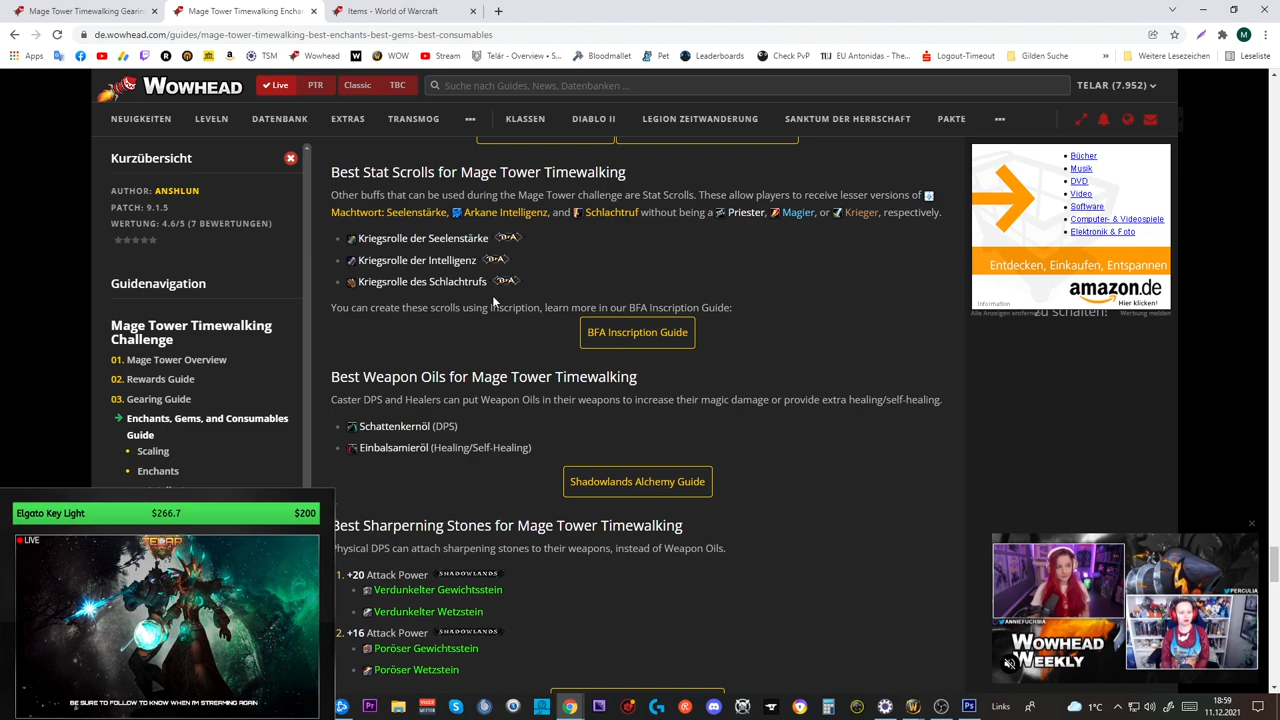 Mage Tower Timewalking Gearin
Mage Tower Timewalking Enchan
Items - World of Warcraft
de.wowhead.com/guides/mage-tower-timewalking-best-enchants-best-gems-best-consumables
Apps
TSM
Wowhead
WOW
Stream
Telár - Oversicht - S...
Bloodmallet
Pet
Leaderboards
Check PvP
EU Antonidas - The...
Logout-Timeout
Gilden Suche
Weitere Lesezeichen
Leseliste
WOWHEAD
Live
PTR
Classic
TBC
Suche nach Guides, News, Datenbanken ...
TELAR (7.952)
NEUIGKEITEN
LEVELN
DATENBANK
EXTRAS
TRANSMOG
KLASSEN
DIABLO II
LEGION ZEITWANDERUNG
SANKTUM DER HERRSCHAFT
PAKTE
Kurzübersicht
AUTHOR: ANSHLUN
PATCH: 9.1.5
WERTUNG: 4.6/5 (7 BEWERTUNGEN)
Guidenavigation
Mage Tower Timewalking
Challenge
01. Mage Tower Overview
02. Rewards Guide
03. Gearing Guide
Enchants, Gems, and Consumables
Guide
Scaling
Enchants
Best Stat Scrolls for Mage Tower Timewalking
Other buffs that can be used during the Mage Tower challenge are Stat Scrolls. These allow players to receive lesser versions of
Machtwort: Seelenstärke, Arkane Intelligenz, and Schlachtruf without being a Priester, Magier, or Krieger, respectively.
Kriegsrolle der Seelenstärke BfA
Kriegsrolle der Intelligenz BfA
Kriegsrolle des Schlachtrufs BfA
You can create these scrolls using Inscription, learn more in our BFA Inscription Guide:
BFA Inscription Guide
Best Weapon Oils for Mage Tower Timewalking
Caster DPS and Healers can put Weapon Oils in their weapons to increase their magic damage or provide extra healing/self-healing.
Schattenkernöl (DPS)
Einbalsamieröl (Healing/Self-Healing)
Shadowlands Alchemy Guide
Best Sharperning Stones for Mage Tower Timewalking
Physical DPS can attach sharpening stones to their weapons, instead of Weapon Oils.
1. +20 Attack Power SHADOWLANDS
Verdunkelter Gewichtsstein
Verdunkelter Wetzstein
2. +16 Attack Power SHADOWLANDS
Poröser Gewichtsstein
Poröser Wetzstein
Bücher
Musik
DVD
Video
Software
Computer- & Videospiele
Elektronik & Foto
Entdecken, Einkaufen, Entspannen
amazon.de
Information
Hier klicken!
zu schalten!
Werbung melden
ANNIEFUCHSIA
PERCULIA
WOWHEAD
WEEKLY
Elgato Key Light $266.7 $200
LIVE
TELAR
BE SURE TO FOLLOW TO KNOW WHEN I'M STREAMING AGAIN
Links
1°C
18:59
11.12.2021